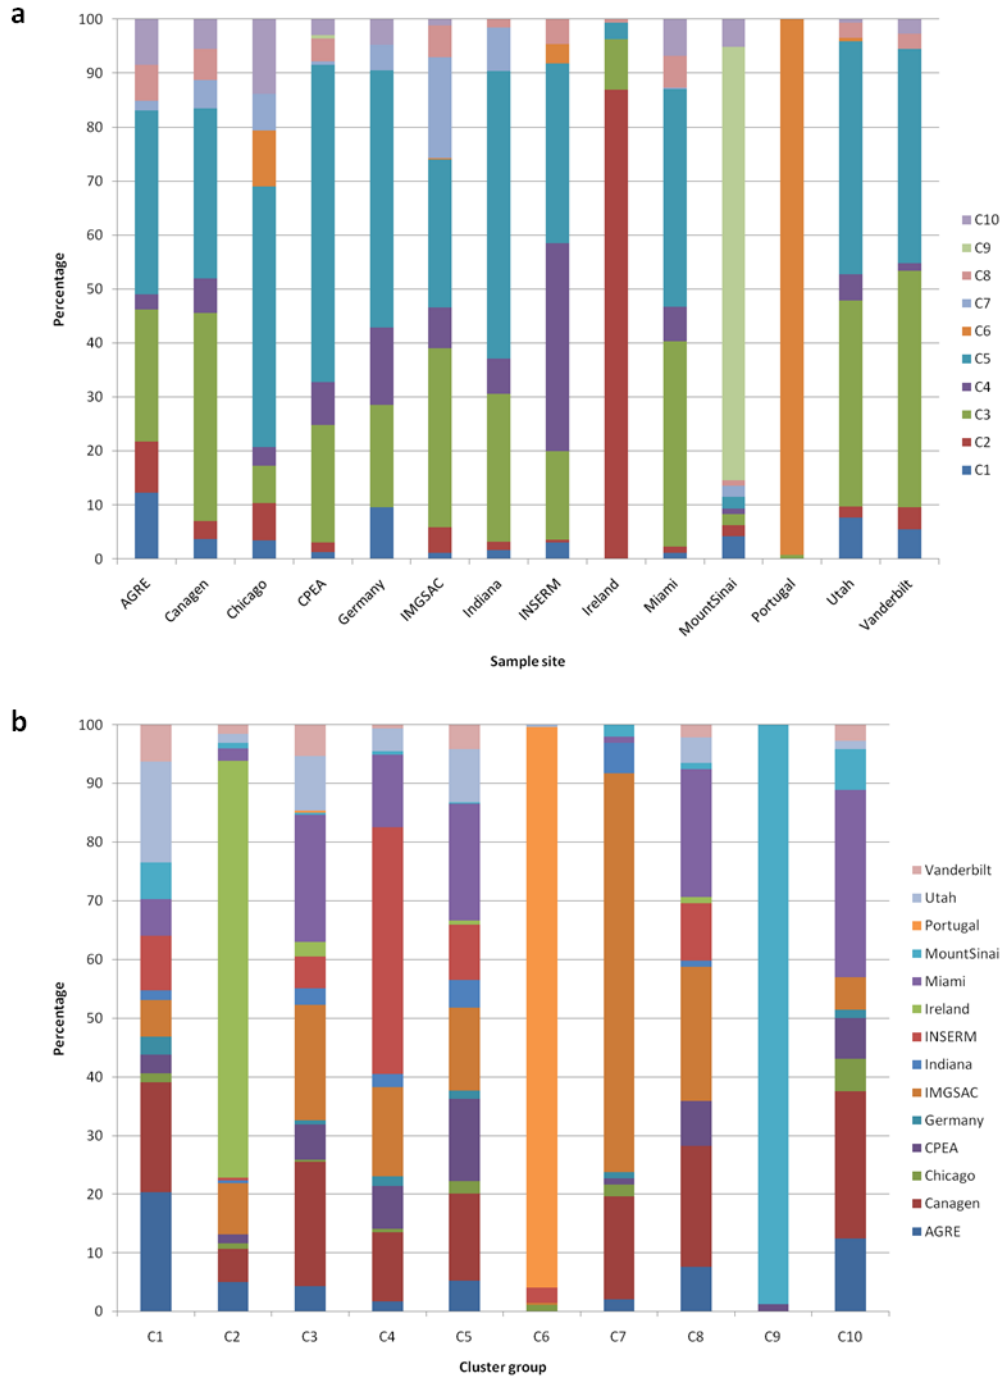 a
100
90
80
70
60
50
40
30
20
10
0
Percentage
AGRE
Canagen
Chicago
CPEA
Germany
IMGSAC
Indiana
INSERM
Ireland
Miami
MountSinai
Portugal
Utah
Vanderbilt
Sample site
C10
C9
C8
C7
C6
C5
C4
C3
C2
C1
b
100
90
80
70
60
50
40
30
20
10
0
Percentage
C1
C2
C3
C4
C5
C6
C7
C8
C9
C10
Cluster group
Vanderbilt
Utah
Portugal
MountSinai
Miami
Ireland
INSERM
Indiana
IMGSAC
Germany
CPEA
Chicago
Canagen
AGRE